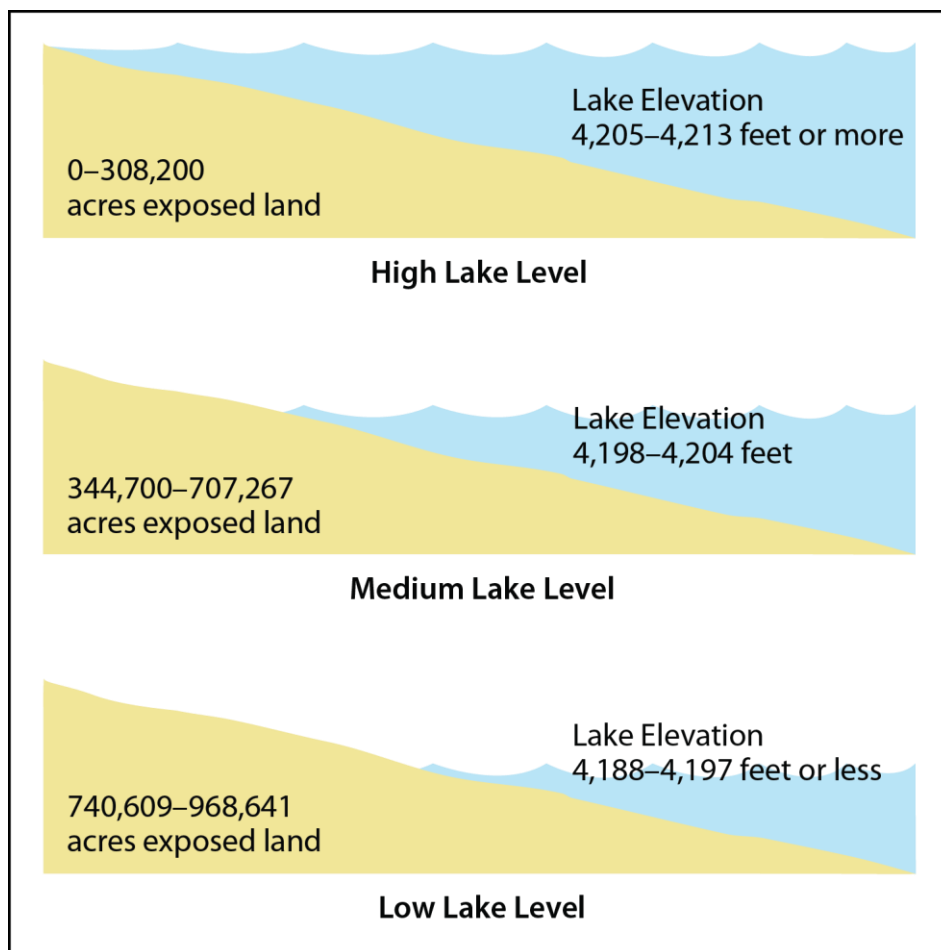 Lake Elevation
4,205–4,213 feet or more
0–308,200
acres exposed land
High Lake Level
Lake Elevation
4,198–4,204 feet
344,700–707,267
acres exposed land
Medium Lake Level
Lake Elevation
4,188–4,197 feet or less
740,609–968,641
acres exposed land
Low Lake Level